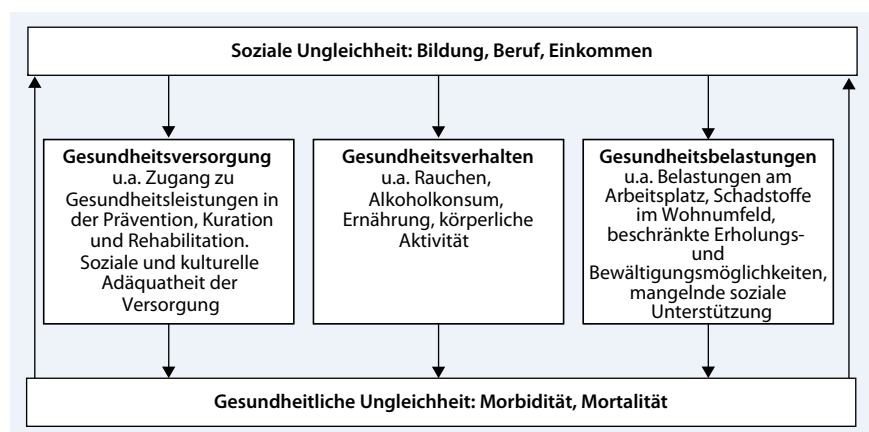 Soziale Ungleichheit: Bildung, Beruf, Einkommen
Gesundheitsversorgung
u.a. Zugang zu
Gesundheitsleistungen in
der Prävention, Kuration
und Rehabilitation.
Soziale und kulturelle
Adäquatheit der
Versorgung
Gesundheitsverhalten
u.a. Rauchen,
Alkoholkonsum,
Ernährung, körperliche
Aktivität
Gesundheitsbelastungen
u.a. Belastungen am
Arbeitsplatz, Schadstoffe
im Wohnumfeld,
beschränkte Erholungs-
und
Bewältigungsmöglichkeiten,
mangelnde soziale
Unterstützung
Gesundheitliche Ungleichheit: Morbidität, Mortalität